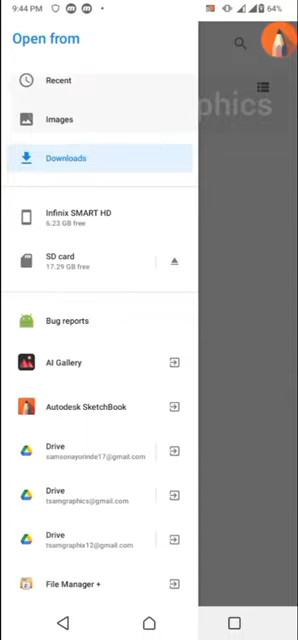 9:44 PM
64%
Open from
Recent
phics
Images
Downloads
Infinix SMART HD
6.23 GB free
SD card
17.29 GB free
Bug reports
AI Gallery
Autodesk SketchBook
Drive
samsonayorinde17@gmail.com
Drive
tsamgraphics@gmail.com
Drive
tsamgraphix12@gmail.com
File Manager +